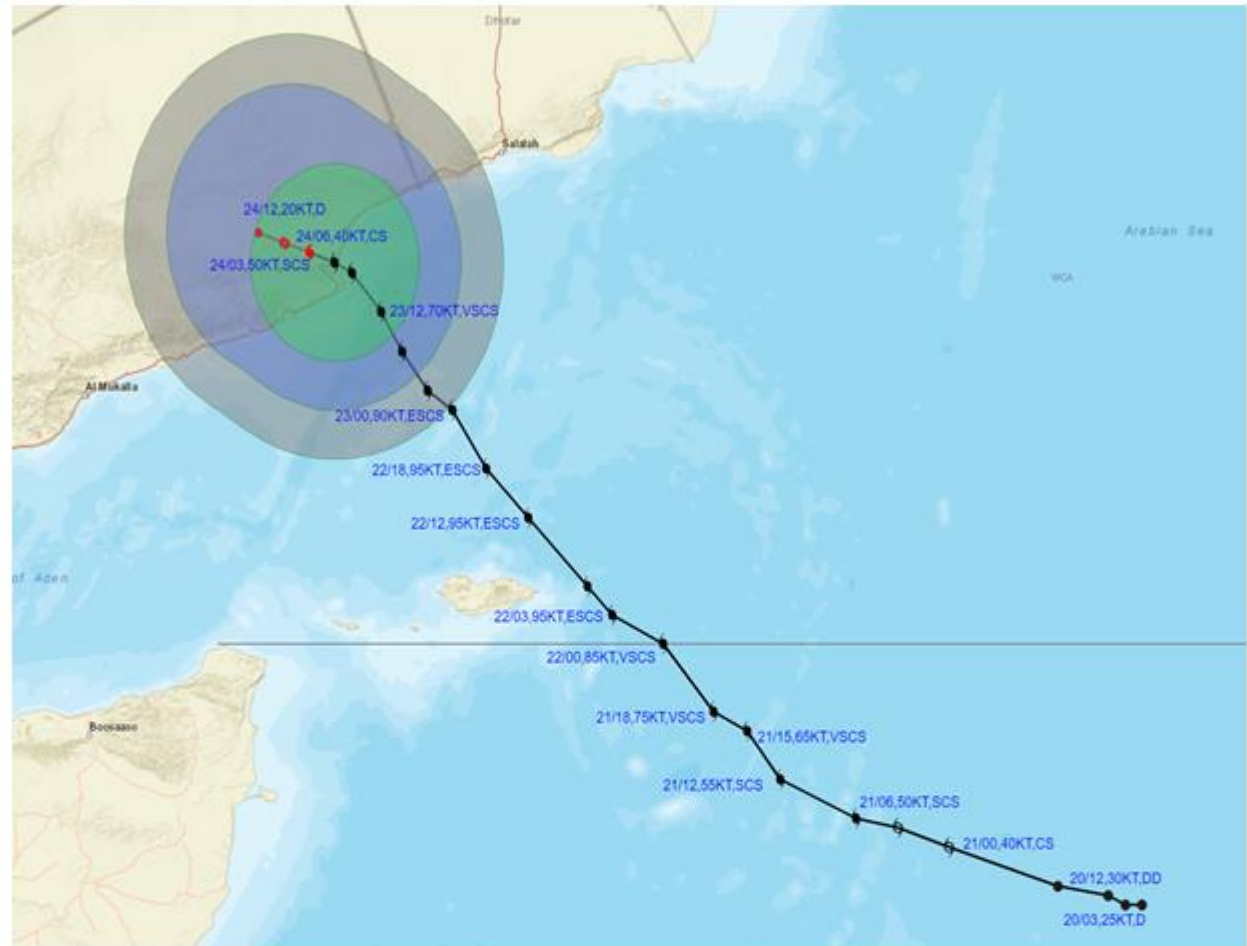 Dhofar
Salalah
24/12,20KT,D
24/06,40KT,CS
Arabian Sea
24/03,50KT,SCS
WCA
23/12,70KT,VSCS
Al Mukalla
23/00,90KT,ESCS
22/18,95KT,ESCS
22/12,95KT,ESCS
of Aden
22/03,95KT,ESCS
22/00,85KT,VSCS
21/18,75KT,VSCS
Boosaaso
21/15,65KT,VSCS
21/12,55KT,SCS
21/06,50KT,SCS
21/00,40KT,CS
20/12,30KT,DD
20/03,25KT,D